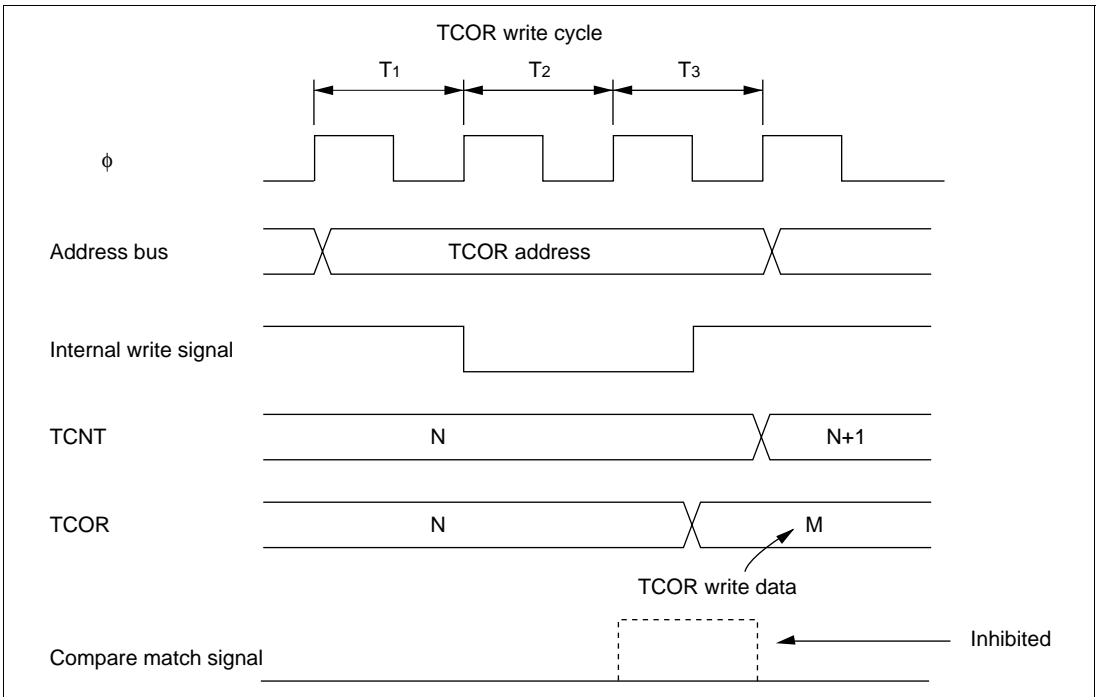 TCOR write cycle
T1 T2 T3
ϕ
Address bus TCOR address
Internal write signal
TCNT N N+1
TCOR N M
TCOR write data
Inhibited
Compare match signal